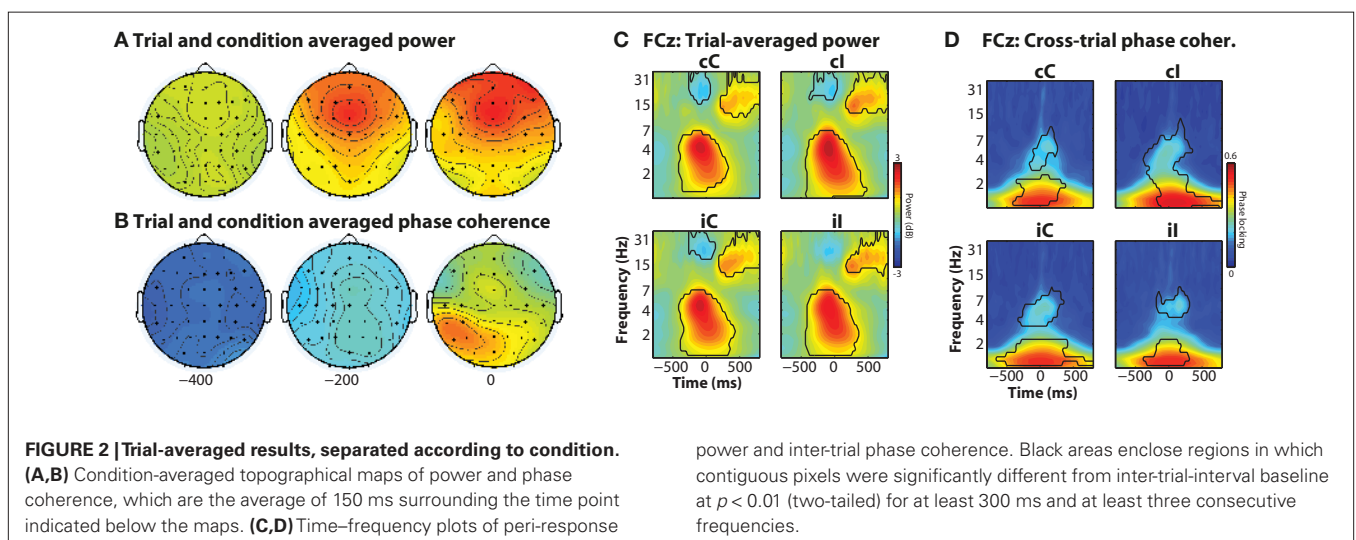 A Trial and condition averaged power
B Trial and condition averaged phase coherence
−400 −200 0
C FCz: Trial-averaged power
cC cI
31
15
7
4
2
3
Power (dB)
-3
iC iI
Frequency (Hz)
31
15
7
4
2
−500 0 500 −500 0 500
Time (ms)
D FCz: Cross-trial phase coher.
cC cI
31
15
7
4
2
0.6
Phase locking
0
iC iI
Frequency (Hz)
31
15
7
4
2
−500 0 500 −500 0 500
Time (ms)
FIGURE 2 | Trial-averaged results, separated according to condition.
(A,B) Condition-averaged topographical maps of power and phase
coherence, which are the average of 150 ms surrounding the time point
indicated below the maps. (C,D) Time–frequency plots of peri-response
power and inter-trial phase coherence. Black areas enclose regions in which
contiguous pixels were significantly different from inter-trial-interval baseline
at p < 0.01 (two-tailed) for at least 300 ms and at least three consecutive
frequencies.